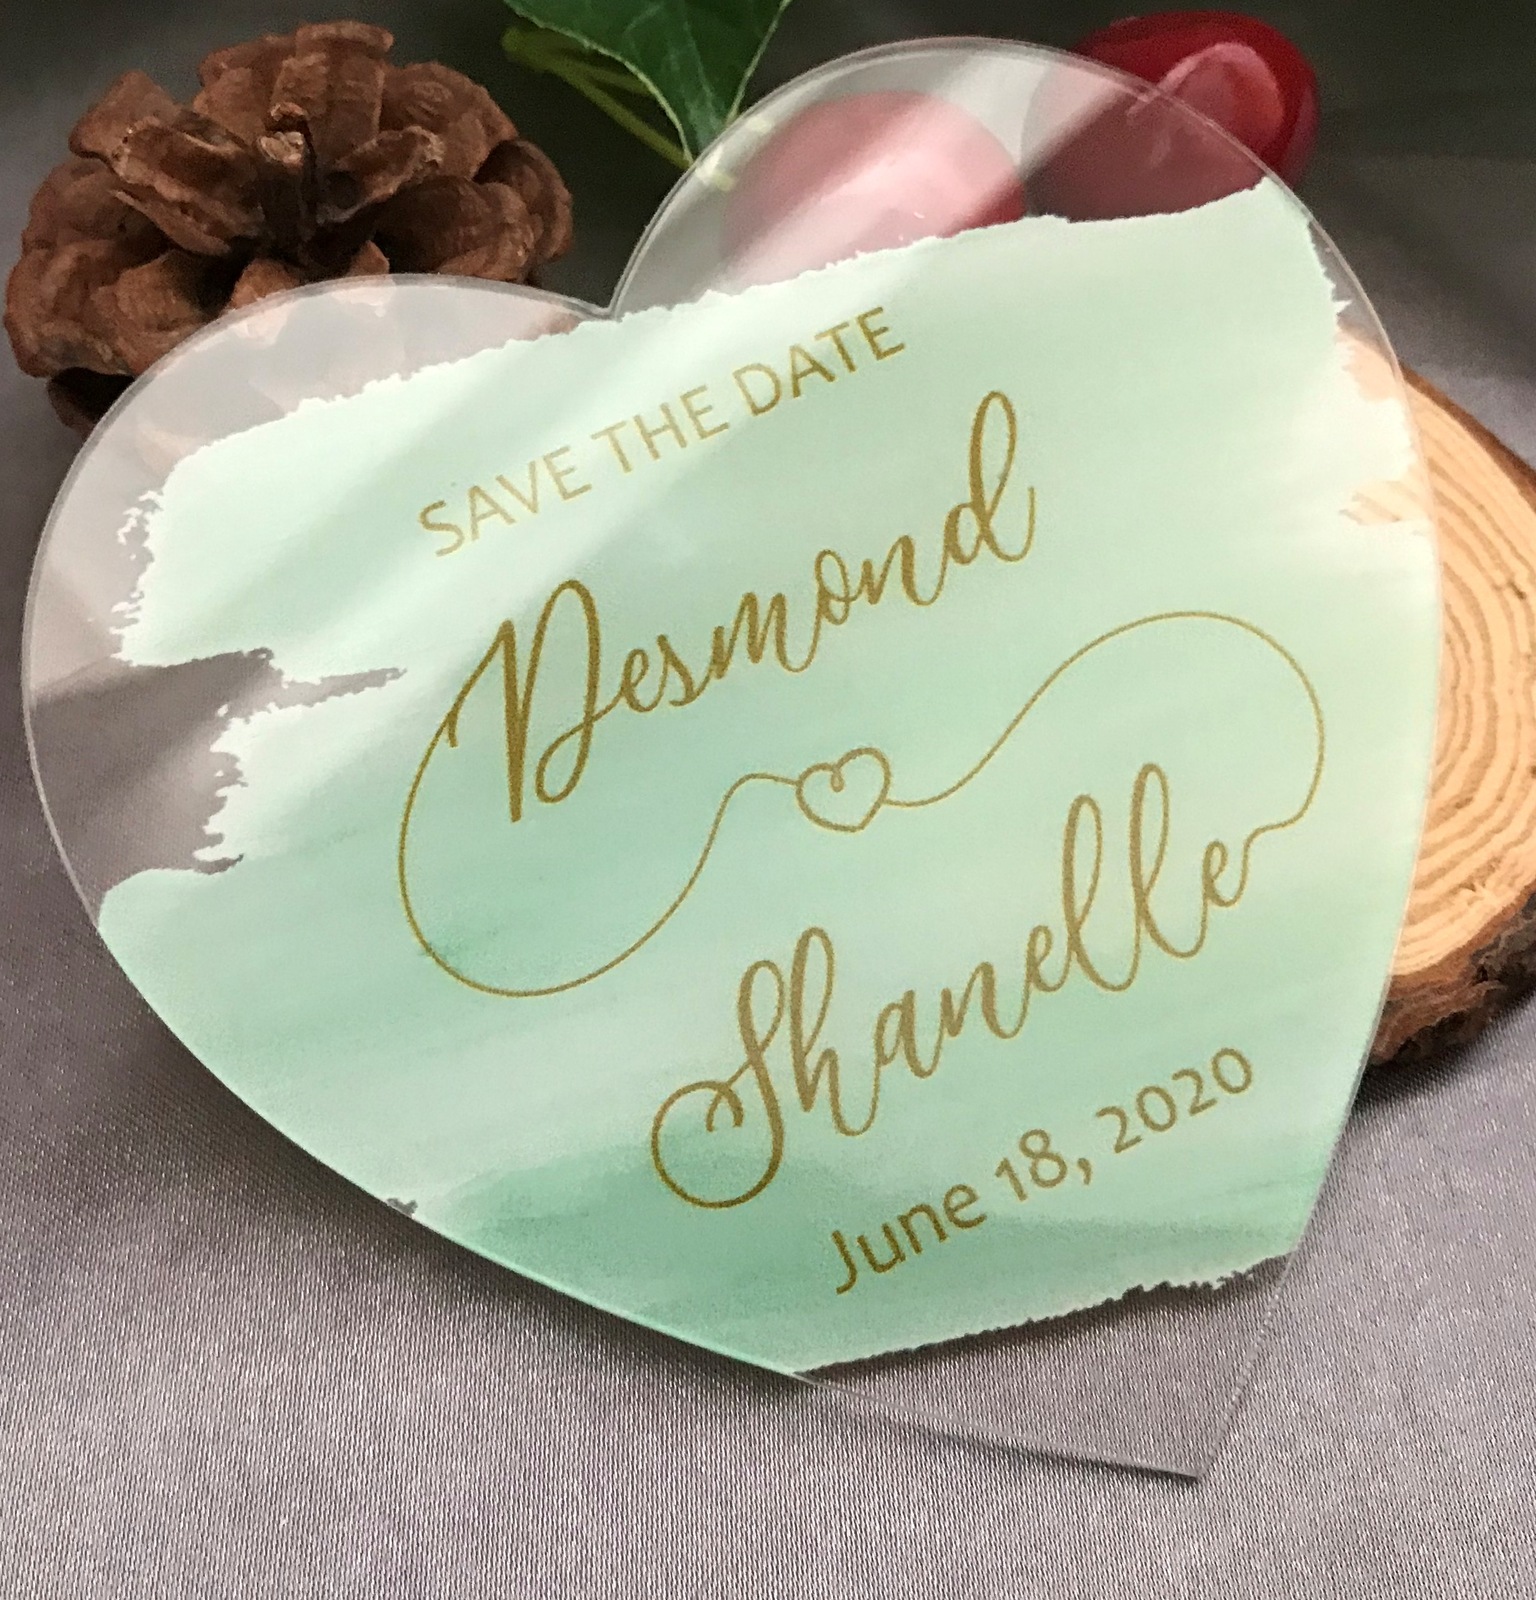 SAVE THE DATE
Desmond
Shanelle
June 18, 2020